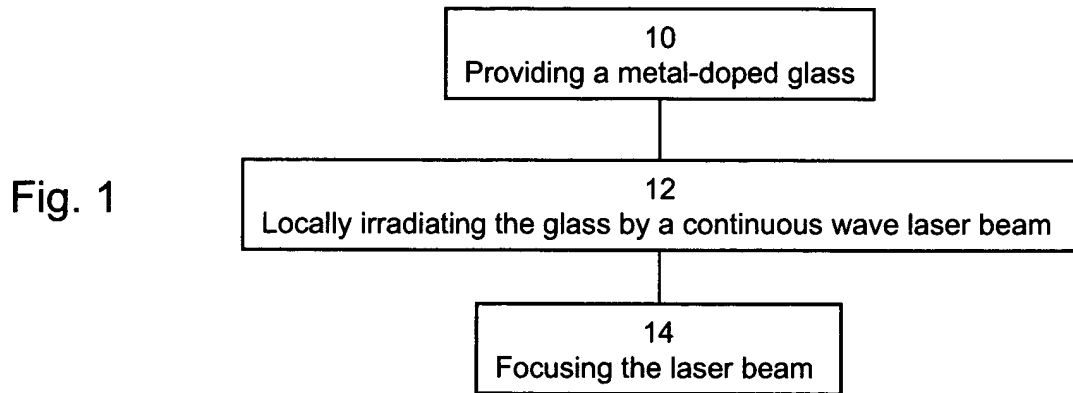 10
Providing a metal-doped glass
Fig. 1
12
Locally irradiating the glass by a continuous wave laser beam
14
Focusing the laser beam